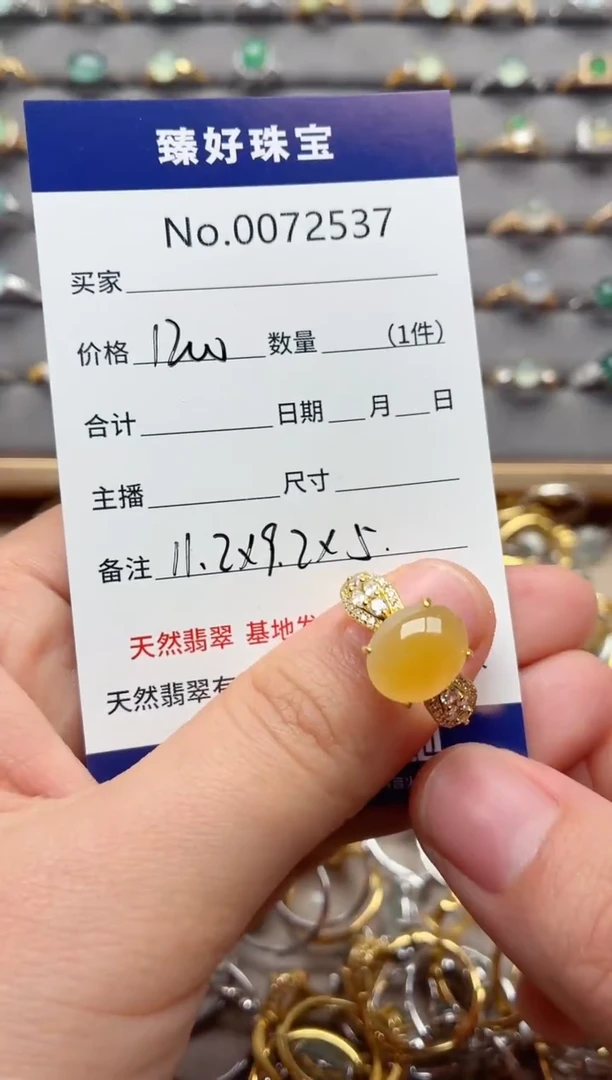 臻好珠宝
No.0072537
买家
价格 1200 数量 (1件)
合计 日期 月 日
主播 尺寸
备注 11.2x9.2x5.
天然翡翠 基地
天然翡翠有